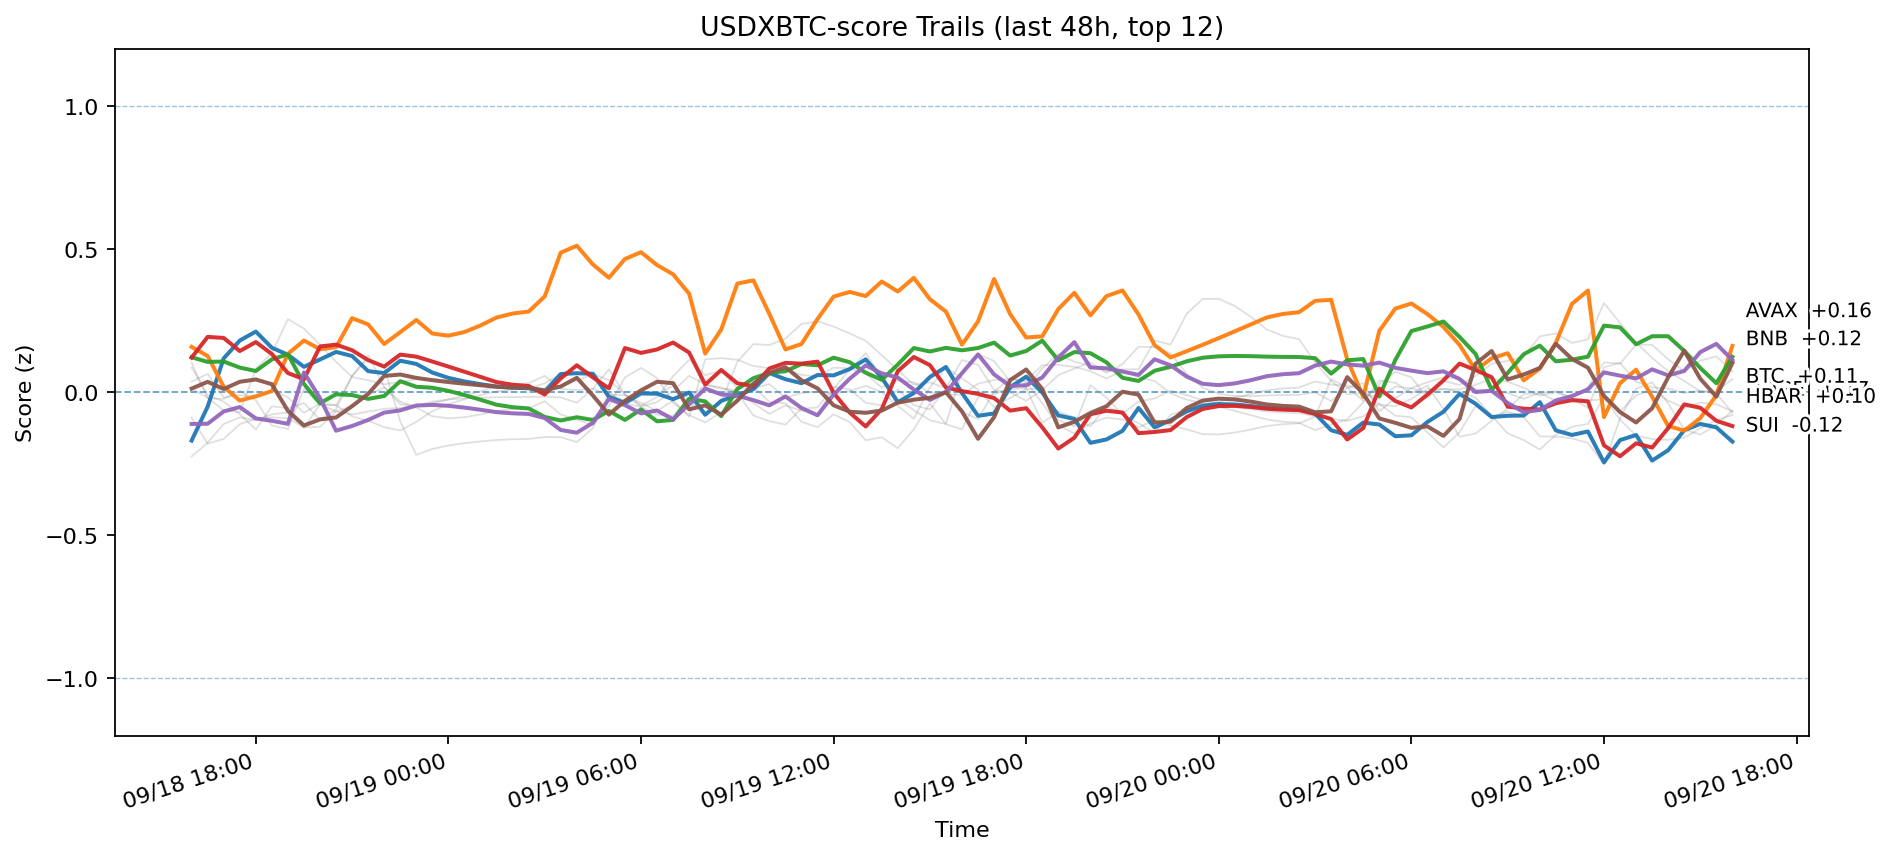 USDXBTC-score Trails (last 48h, top 12)
Score (z)
1.0
0.5
0.0
−0.5
−1.0
AVAX +0.16
BNB +0.12
BTC +0.11
HBAR +0.10
SUI -0.12
09/18 18:00
09/19 00:00
09/19 06:00
09/19 12:00
09/19 18:00
09/20 00:00
09/20 06:00
09/20 12:00
09/20 18:00
Time